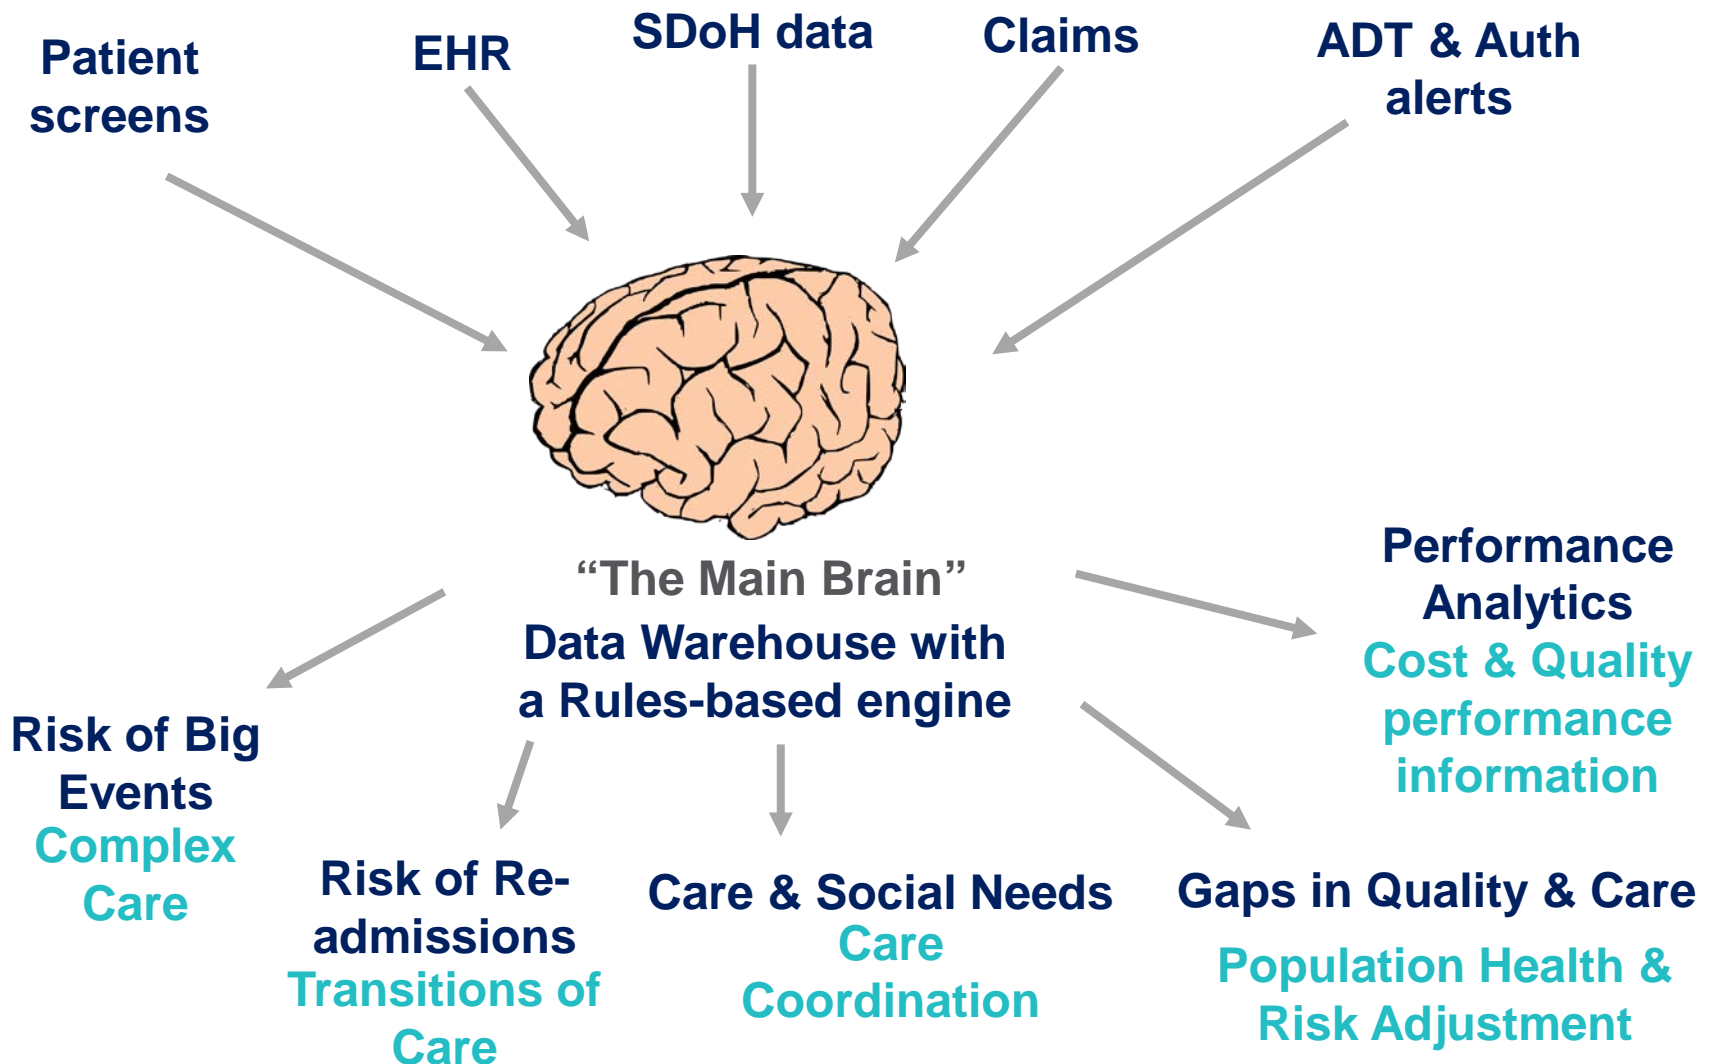 Patient
screens
EHR
SDoH data
Claims
ADT & Auth
alerts
“The Main Brain”
Data Warehouse with
a Rules-based engine
Risk of Big
Events
Complex
Care
Risk of Re-
admissions
Transitions of
Care
Care & Social Needs
Care
Coordination
Gaps in Quality & Care
Population Health &
Risk Adjustment
Performance
Analytics
Cost & Quality
performance
information